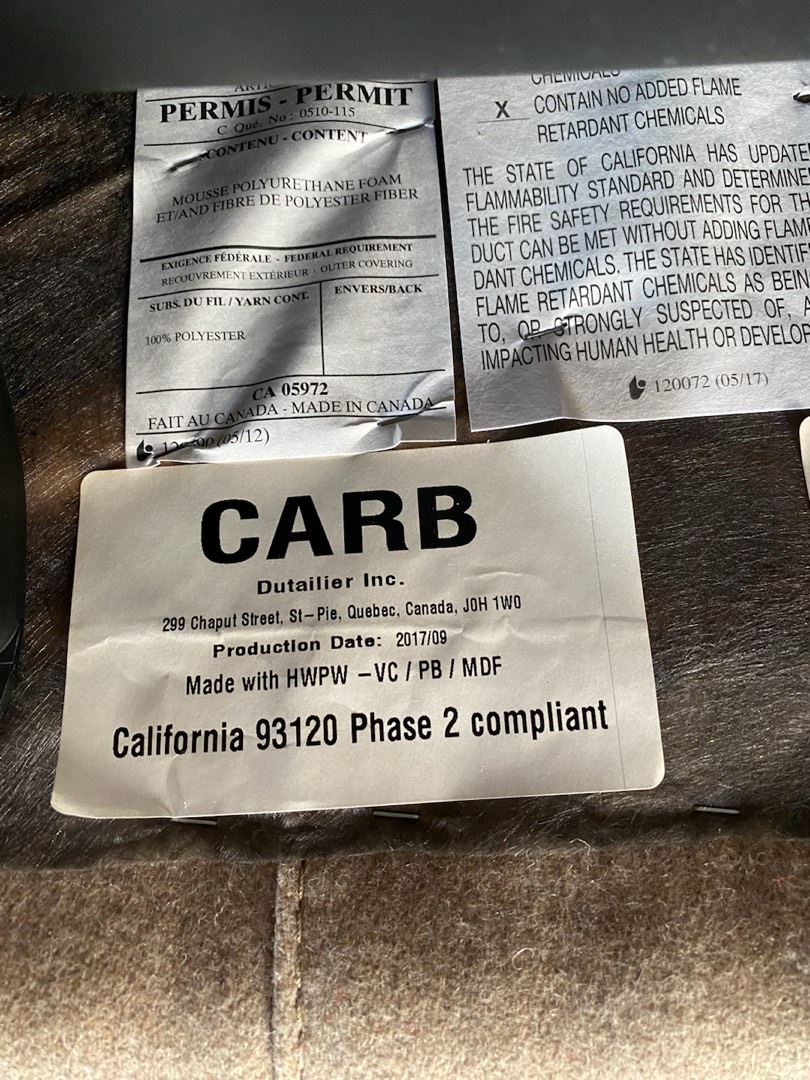 PERMIS - PERMIT
C Qué. No : 0510-115
CONTENU - CONTENT
MOUSSE POLYURETHANE FOAM
ET/AND FIBRE DE POLYESTER FIBER
EXIGENCE FÉDÉRALE - FEDERAL REQUIREMENT
RECOUVREMENT EXTÉRIEUR - OUTER COVERING
SUBS. DU FIL / YARN CONT.
ENVERS/BACK
100% POLYESTER
CA 05972
FAIT AU CANADA - MADE IN CANADA
(05/12)
CHEMICALS
X CONTAIN NO ADDED FLAME
RETARDANT CHEMICALS
THE STATE OF CALIFORNIA HAS UPDATE
FLAMMABILITY STANDARD AND DETERMINE
THE FIRE SAFETY REQUIREMENTS FOR TH
DUCT CAN BE MET WITHOUT ADDING FLAM
DANT CHEMICALS. THE STATE HAS IDENTIF
FLAME RETARDANT CHEMICALS AS BEIN
TO, OR STRONGLY SUSPECTED OF, A
IMPACTING HUMAN HEALTH OR DEVELOP
120072 (05/17)
CARB
Dutailier Inc.
299 Chaput Street, St-Pie, Quebec, Canada, J0H 1W0
Production Date: 2017/09
Made with HWPW -VC / PB / MDF
California 93120 Phase 2 compliant